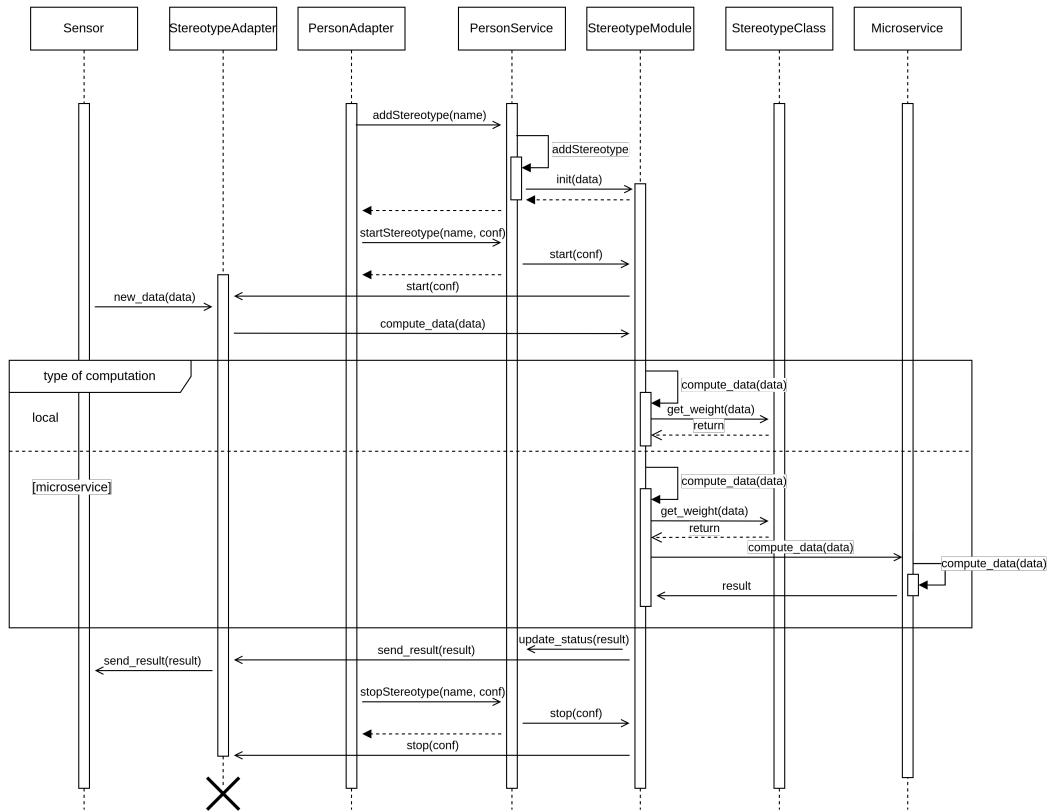 Sensor
StereotypeAdapter
PersonAdapter
PersonService
StereotypeModule
StereotypeClass
Microservice
addStereotype(name)
addStereotype
init(data)
startStereotype(name, conf)
start(conf)
start(conf)
new_data(data)
compute_data(data)
type of computation
compute_data(data)
get_weight(data)
local
return
compute_data(data)
[microservice]
get_weight(data)
return
compute_data(data)
compute_data(data)
result
update_status(result)
send_result(result)
send_result(result)
stopStereotype(name, conf)
stop(conf)
stop(conf)